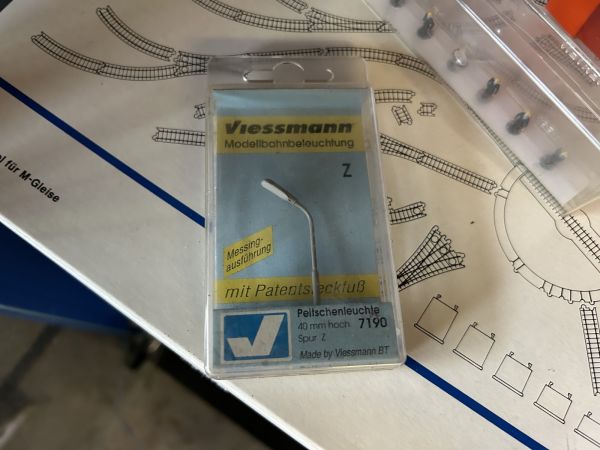 Viessmann
Modellbahnbeleuchtung
Z
Messing-
ausführung
mit Patentsteckfuß
Peitschenleuchte
40 mm hoch 7190
Spur Z
Made by Viessmann BT
für M-Gleise